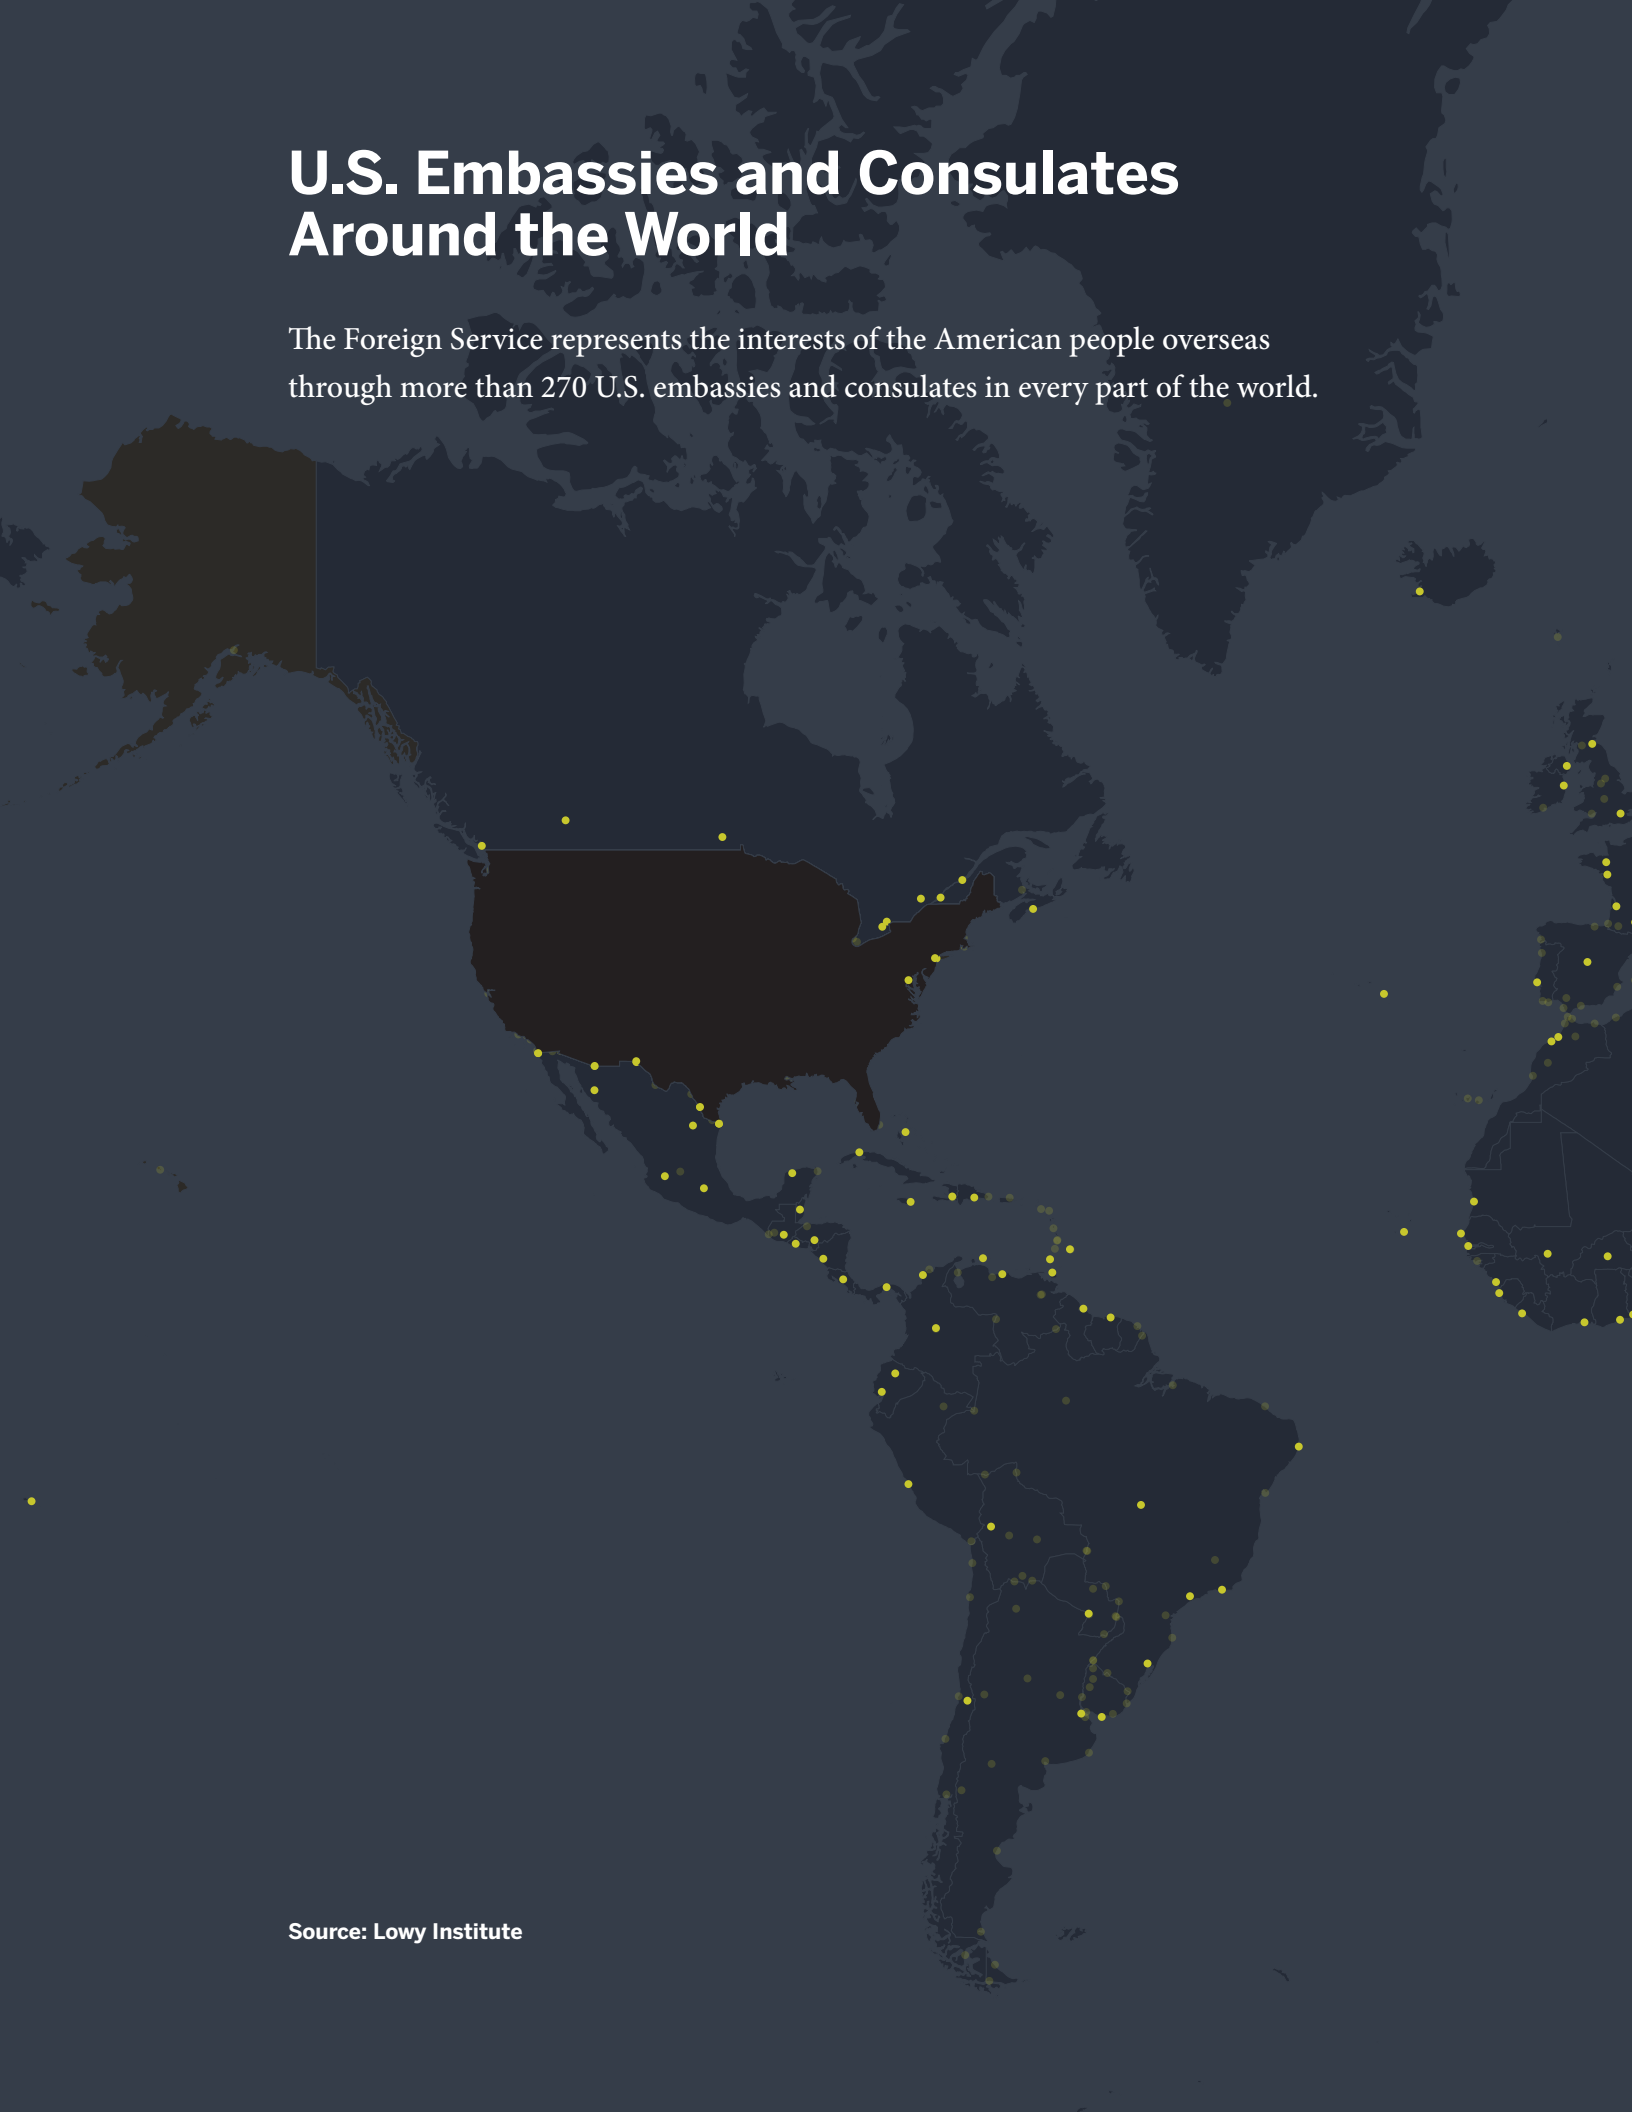 U.S. Embassies and Consulates
Around the World
The Foreign Service represents the interests of the American people overseas
through more than 270 U.S. embassies and consulates in every part of the world.
Source: Lowy Institute